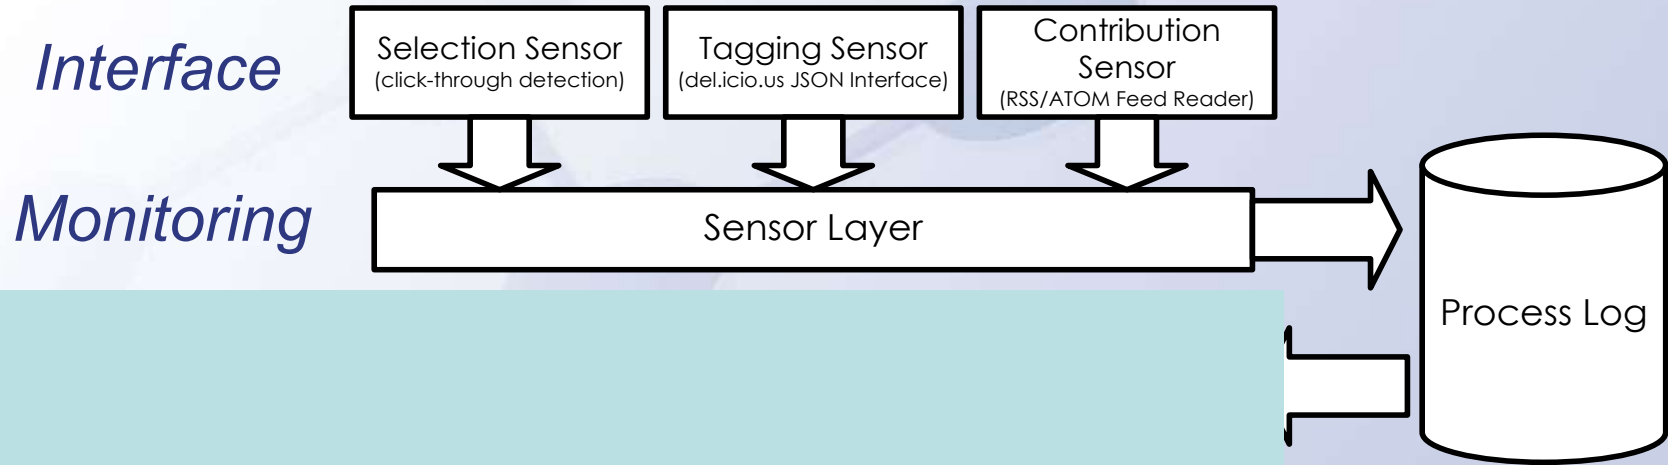 Interface
Selection Sensor
(click-through detection)
Tagging Sensor
(del.icio.us JSON Interface)
Contribution
Sensor
(RSS/ATOM Feed Reader)
Monitoring
Sensor Layer
Process Log